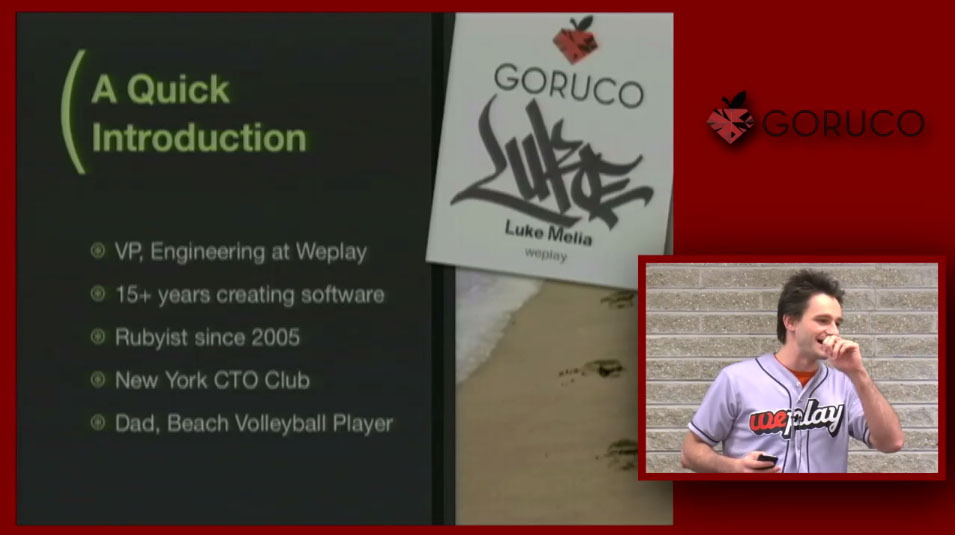 A Quick
Introduction
VP, Engineering at Weplay
15+ years creating software
Rubyist since 2005
New York CTO Club
Dad, Beach Volleyball Player
GORUCO
Luke
Luke Melia
weplay
GORUCO
weplay